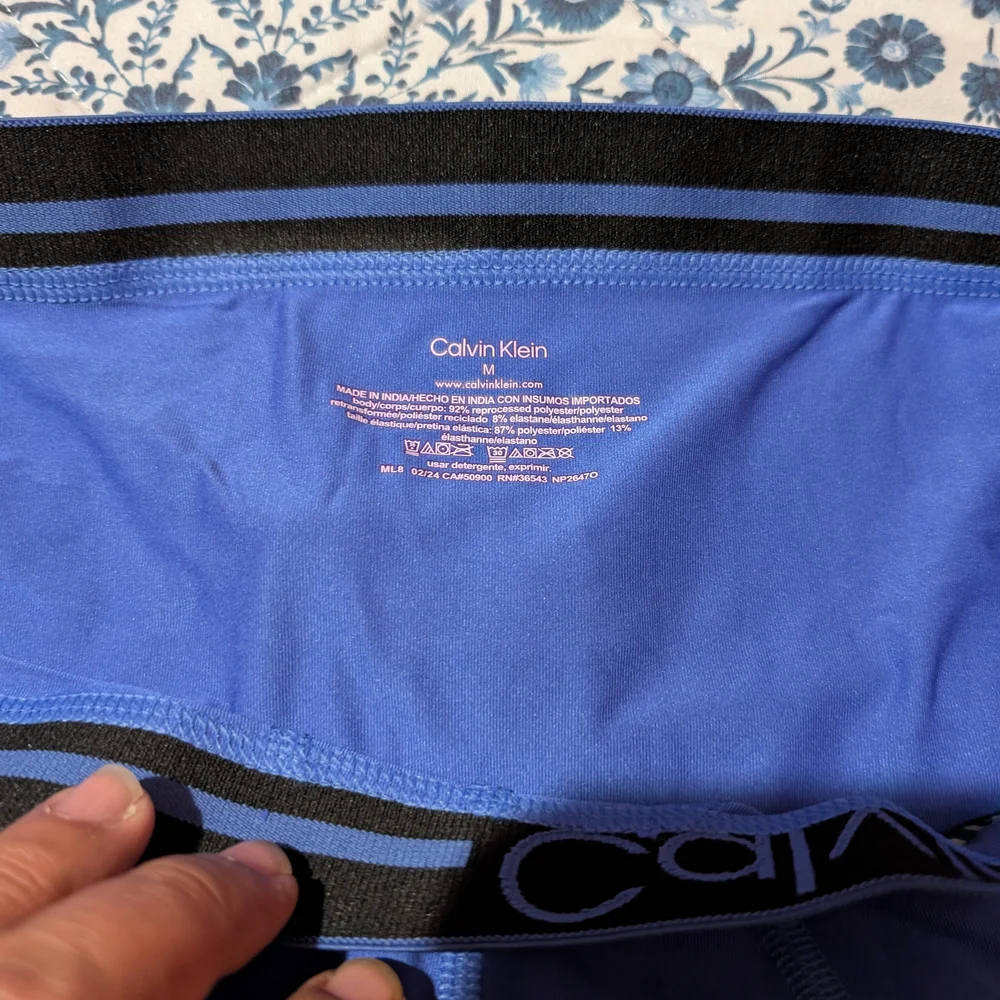 Calvin Klein
M
www.calvinklein.com
MADE IN INDIA/HECHO EN INDIA CON INSUMOS IMPORTADOS
body/corps/cuerpo: 92% reprocessed polyester/polyester
retransformée/poliéster reciclado 8% elastane/élasthanne/elastano
taille élastique/pretina elástica: 87% polyester/poliéster 13%
élasthanne/elastano
30
usar detergente, exprimir.
ML8 02/24 CA#50900 RN#36543 NP2647O
Calv